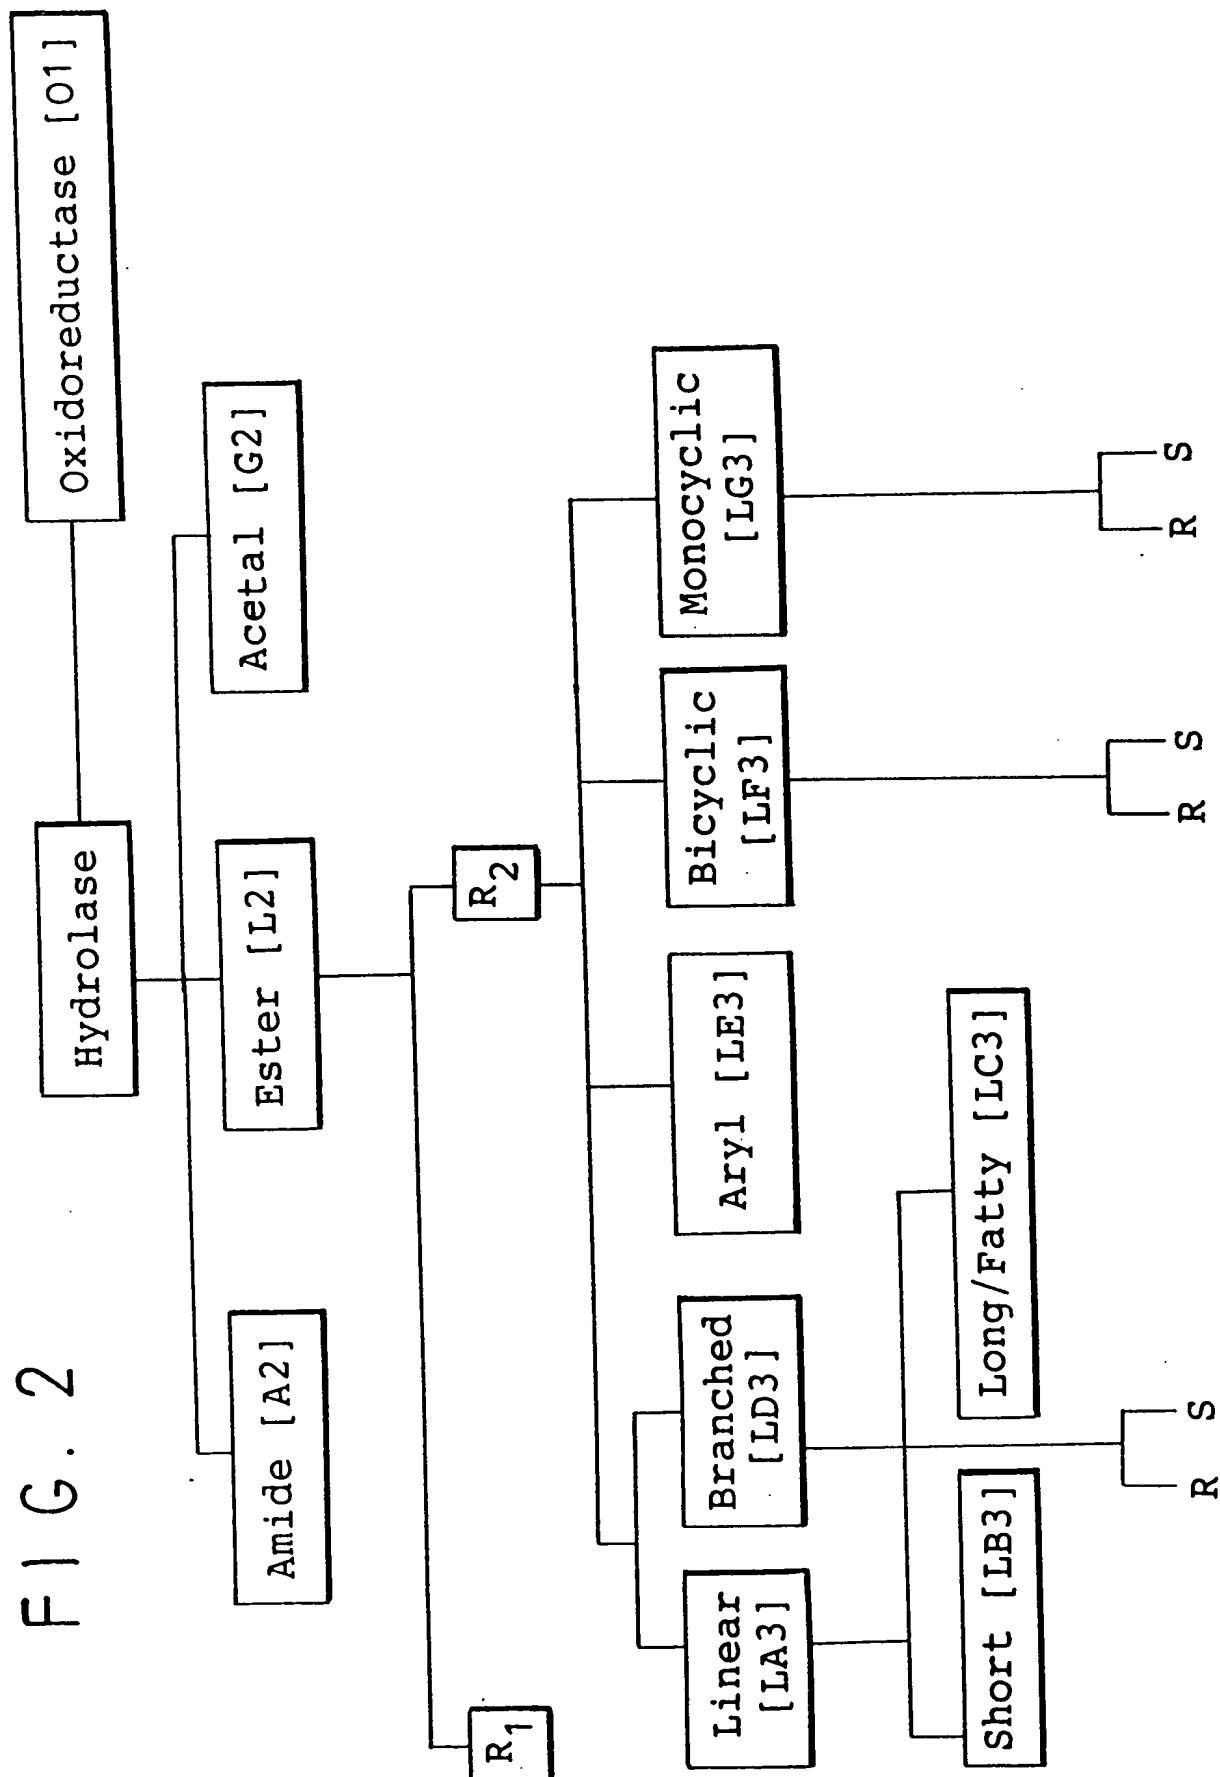 FIG. 2
Hydrolase
Oxidoreductase [O1]
Amide [A2]
Ester [L2]
Acetal [G2]
R1
R2
Linear
[LA3]
Branched
[LD3]
Aryl [LE3]
Bicyclic
[LF3]
Monocyclic
[LG3]
Short [LB3]
Long/Fatty [LC3]
R
S
R
S
R
S